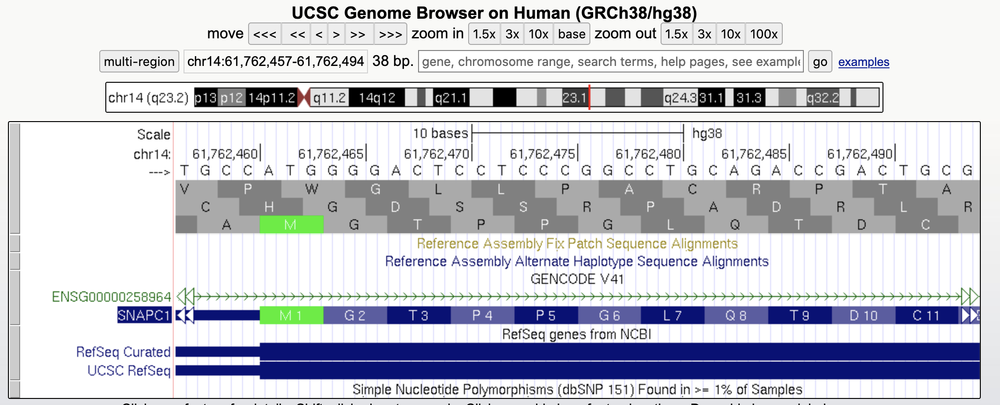 UCSC Genome Browser on Human (GRCh38/hg38)
move <<< << < > >> >>> zoom in 1.5x 3x 10x base zoom out 1.5x 3x 10x 100x
multi-region chr14:61,762,457-61,762,494 38 bp. gene, chromosome range, search terms, help pages, see example go examples
chr14 (q23.2) p13 p12 14p11.2 q11.2 14q12 q21.1 23.1 q24.3 31.1 31.3 q32.2
Scale 10 bases hg38
chr14: 61,762,460 61,762,465 61,762,470 61,762,475 61,762,480 61,762,485 61,762,490
---> T G C C A T G G G G A C T C C T C C C G G C C T G C A G A C C G A C T G C G
V P W G L L P A C R P T A
C H G D S S R P A D R L R
A M G T P P G L Q T D C
Reference Assembly Fix Patch Sequence Alignments
Reference Assembly Alternate Haplotype Sequence Alignments
GENCODE V41
ENSG00000258964
SNAPC1 M 1 G 2 T 3 P 4 P 5 G 6 L 7 Q 8 T 9 D 10 C 11
RefSeq genes from NCBI
RefSeq Curated
UCSC RefSeq
Simple Nucleotide Polymorphisms (dbSNP 151) Found in >= 1% of Samples